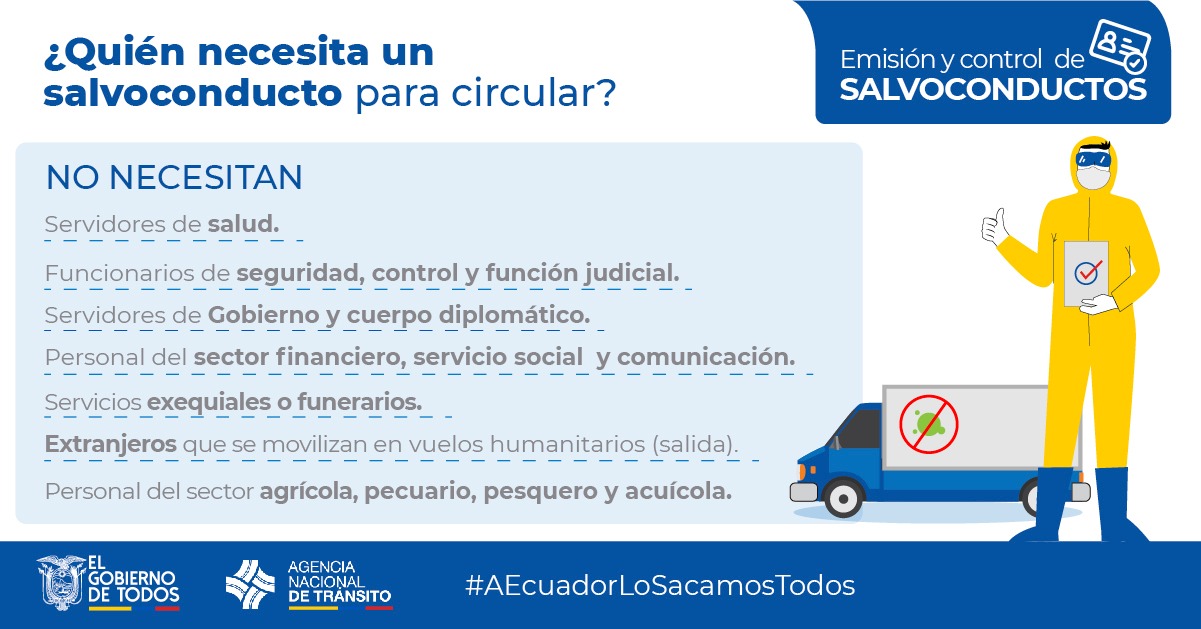 ¿Quién necesita un
salvoconducto para circular?
Emisión y control de
SALVOCONDUCTOS
NO NECESITAN
Servidores de salud.
Funcionarios de seguridad, control y función judicial.
Servidores de Gobierno y cuerpo diplomático.
Personal del sector financiero, servicio social y comunicación.
Servicios exequiales o funerarios.
Extranjeros que se movilizan en vuelos humanitarios (salida).
Personal del sector agrícola, pecuario, pesquero y acuícola.
EL
GOBIERNO
DE TODOS
AGENCIA
NACIONAL
DE TRÁNSITO
#AEcuadorLoSacamosTodos